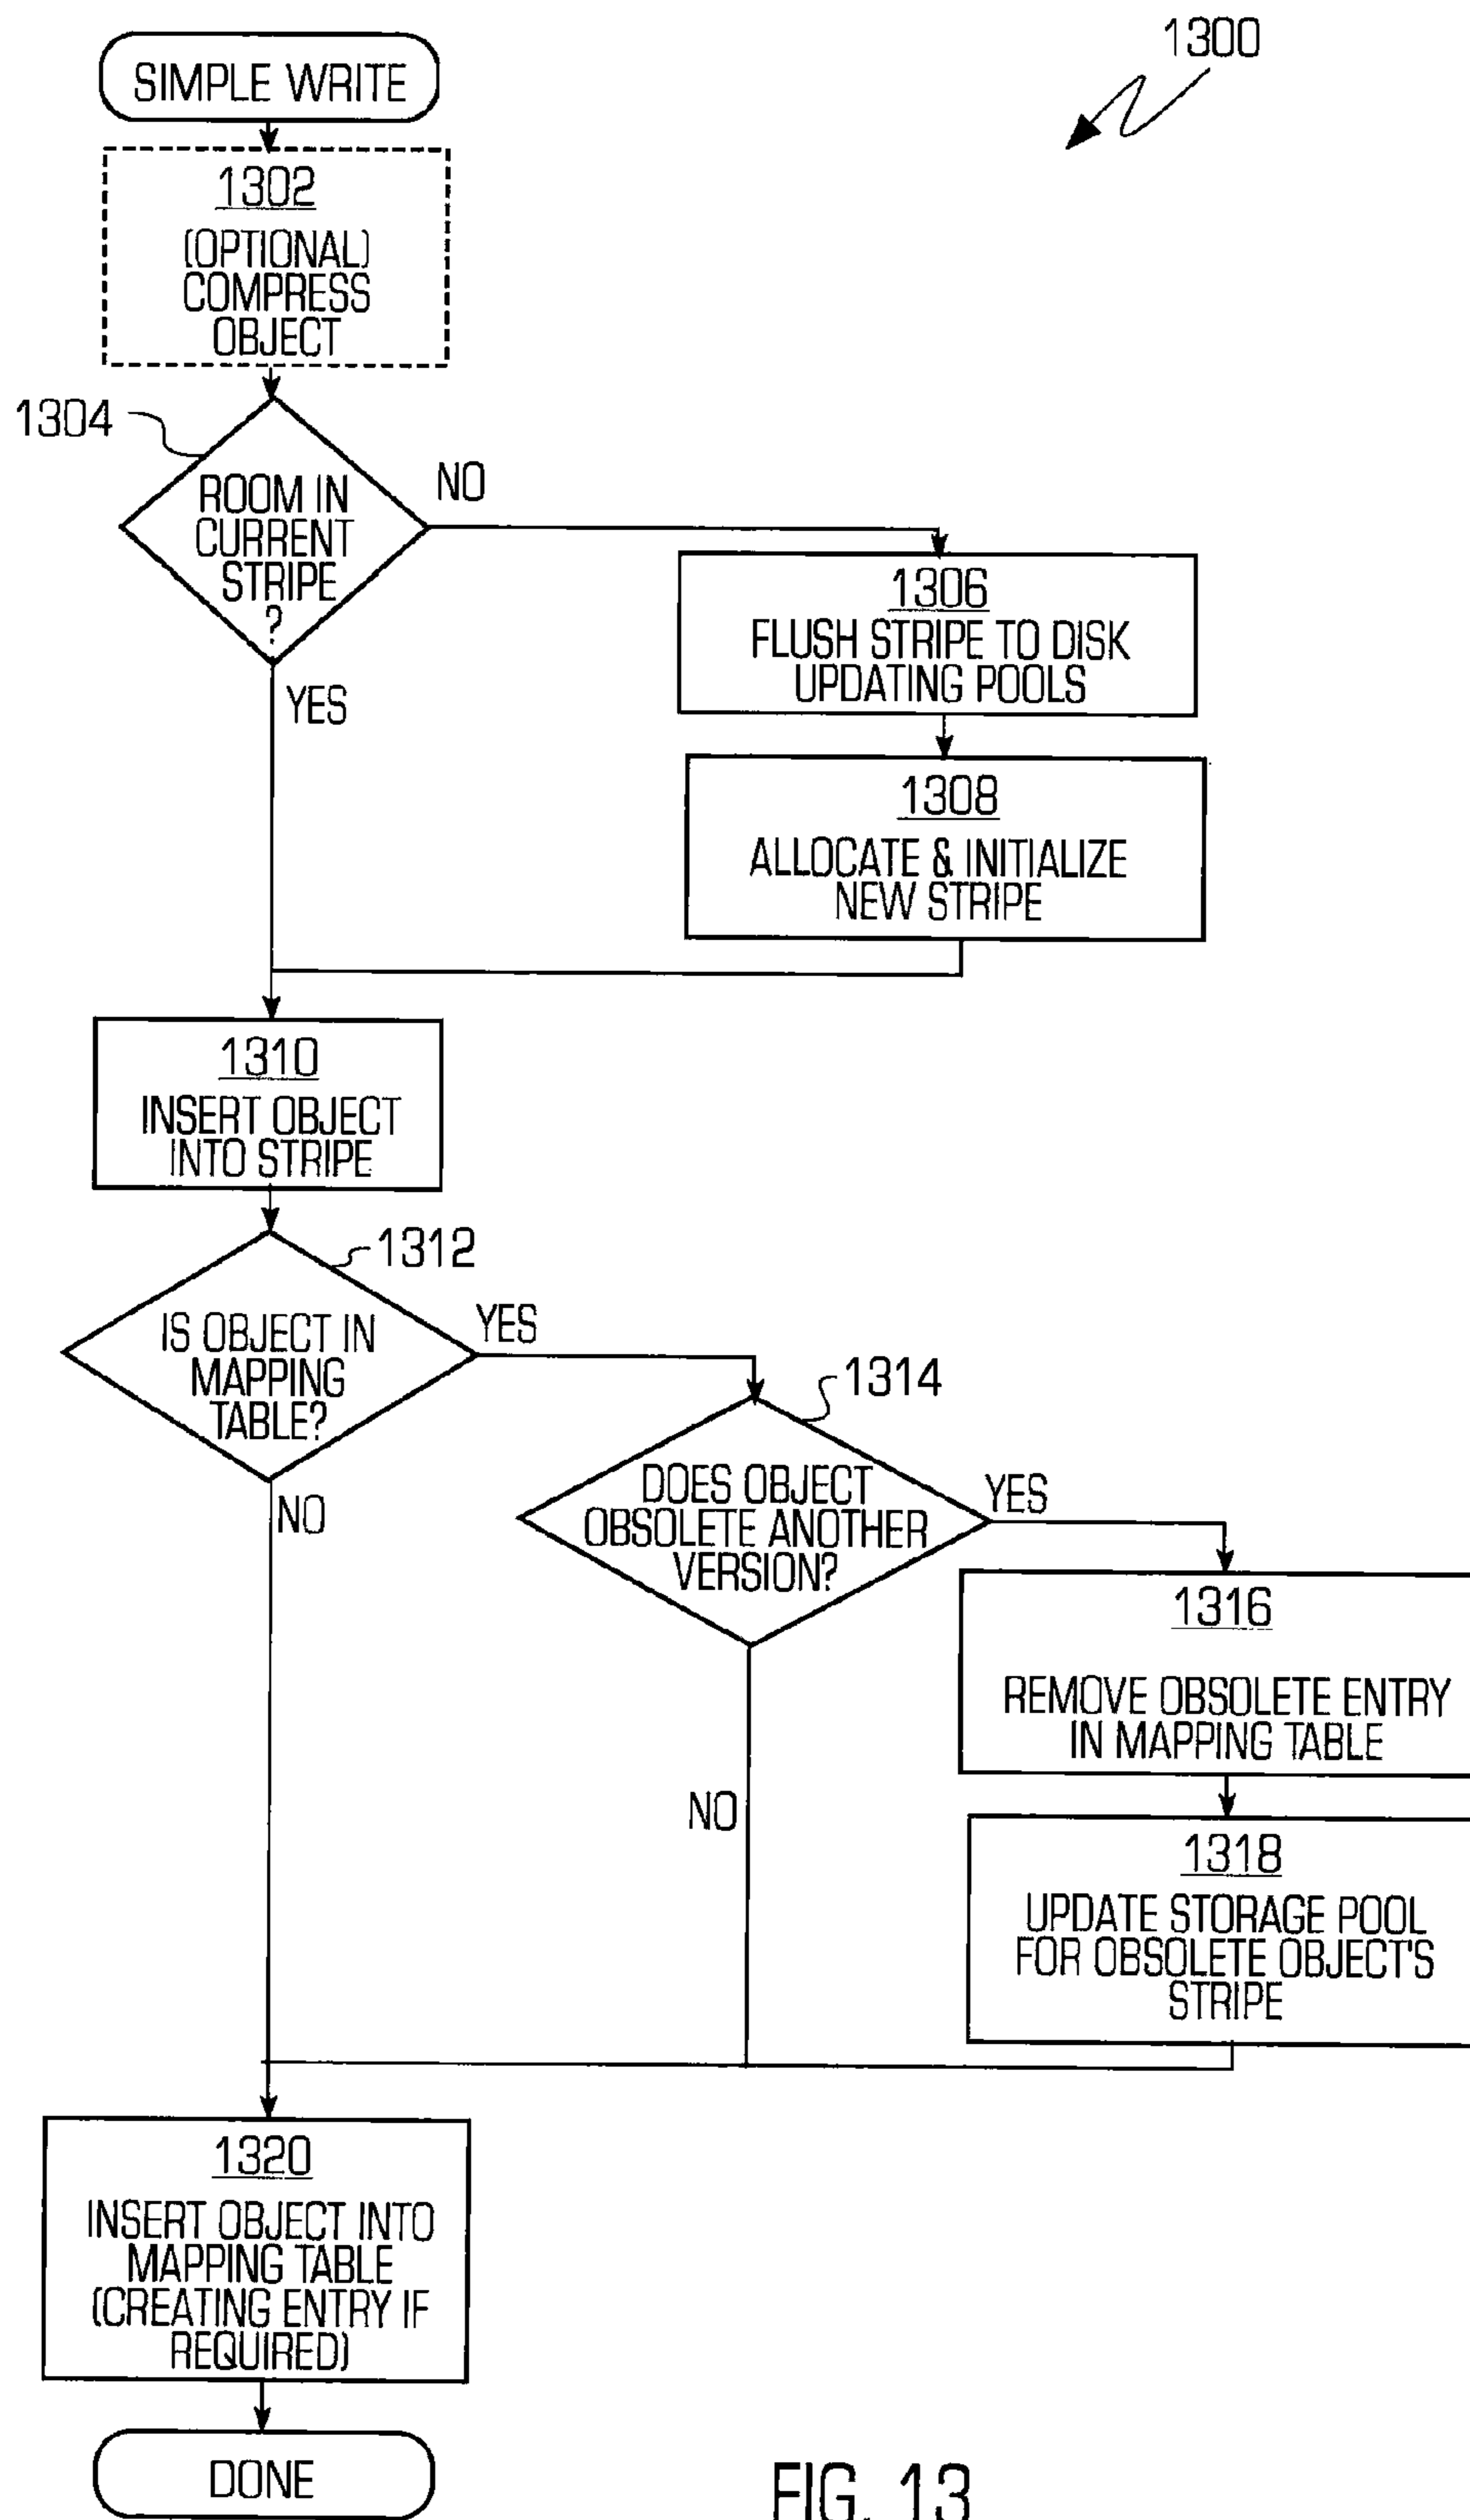 1300
SIMPLE WRITE
1302
(OPTIONAL)
COMPRESS
OBJECT
1304
ROOM IN
CURRENT
STRIPE
?
NO
YES
1306
FLUSH STRIPE TO DISK
UPDATING POOLS
1308
ALLOCATE & INITIALIZE
NEW STRIPE
1310
INSERT OBJECT
INTO STRIPE
1312
IS OBJECT IN
MAPPING
TABLE?
YES
NO
1314
DOES OBJECT
OBSOLETE ANOTHER
VERSION?
YES
NO
1316
REMOVE OBSOLETE ENTRY
IN MAPPING TABLE
1318
UPDATE STORAGE POOL
FOR OBSOLETE OBJECT'S
STRIPE
1320
INSERT OBJECT INTO
MAPPING TABLE
(CREATING ENTRY IF
REQUIRED)
DONE
FIG. 13